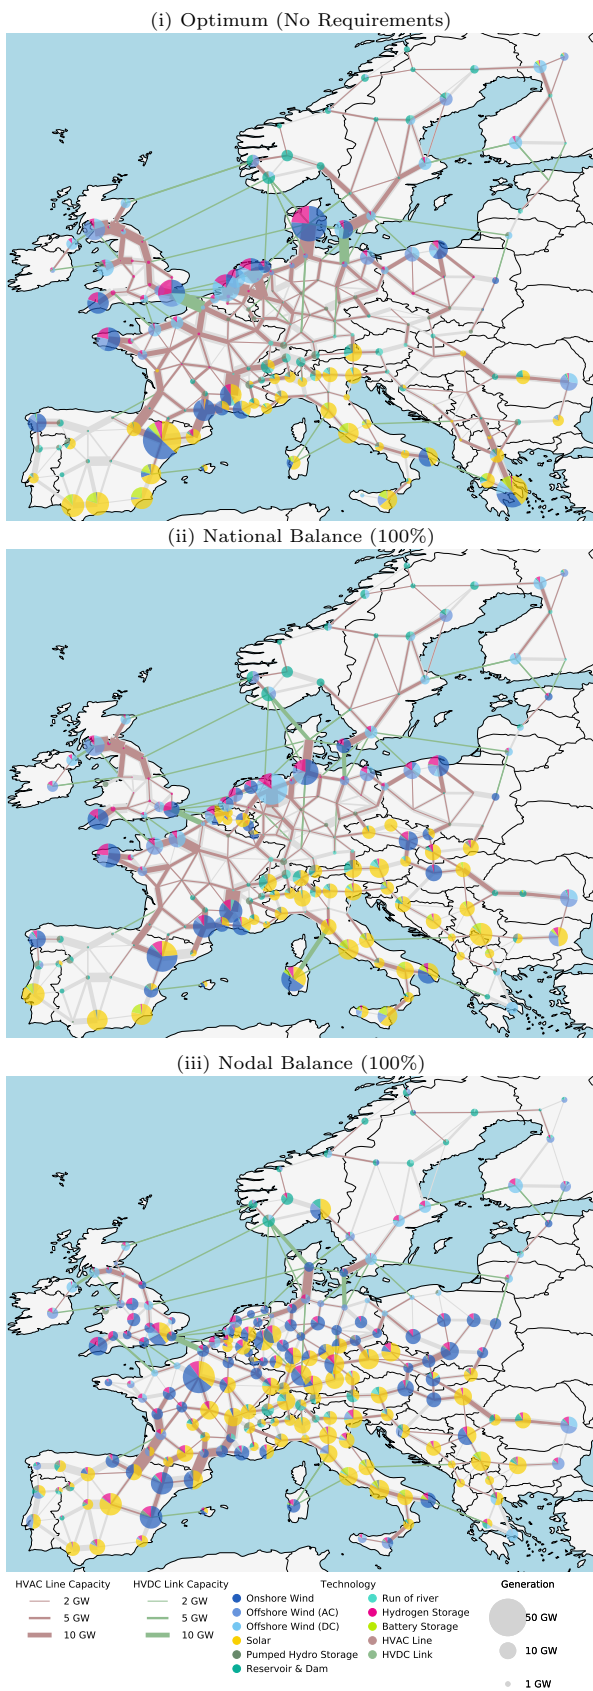 (i) Optimum (No Requirements)
(ii) National Balance (100%)
(iii) Nodal Balance (100%)
HVAC Line Capacity
2 GW
5 GW
10 GW
HVDC Link Capacity
2 GW
5 GW
10 GW
Technology
Onshore Wind
Offshore Wind (AC)
Offshore Wind (DC)
Solar
Pumped Hydro Storage
Reservoir & Dam
Run of river
Hydrogen Storage
Battery Storage
HVAC Line
HVDC Link
Generation
50 GW
10 GW
1 GW